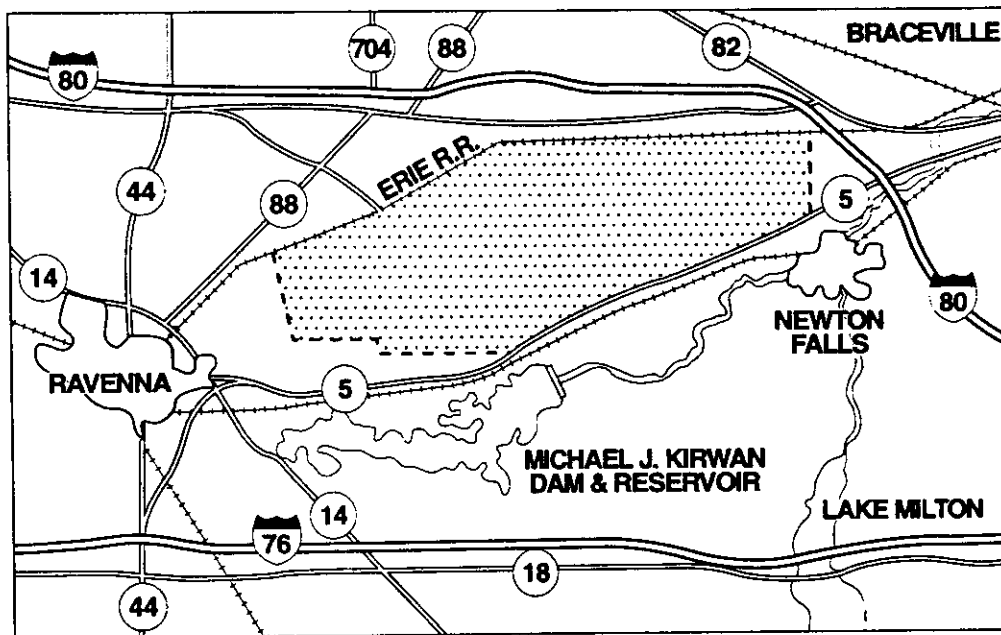 BRACEVILLE
80
704
88
82
ERIE R.R.
44
88
5
14
80
NEWTON
FALLS
RAVENNA
5
MICHAEL J. KIRWAN
DAM & RESERVOIR
14
76
LAKE MILTON
18
44